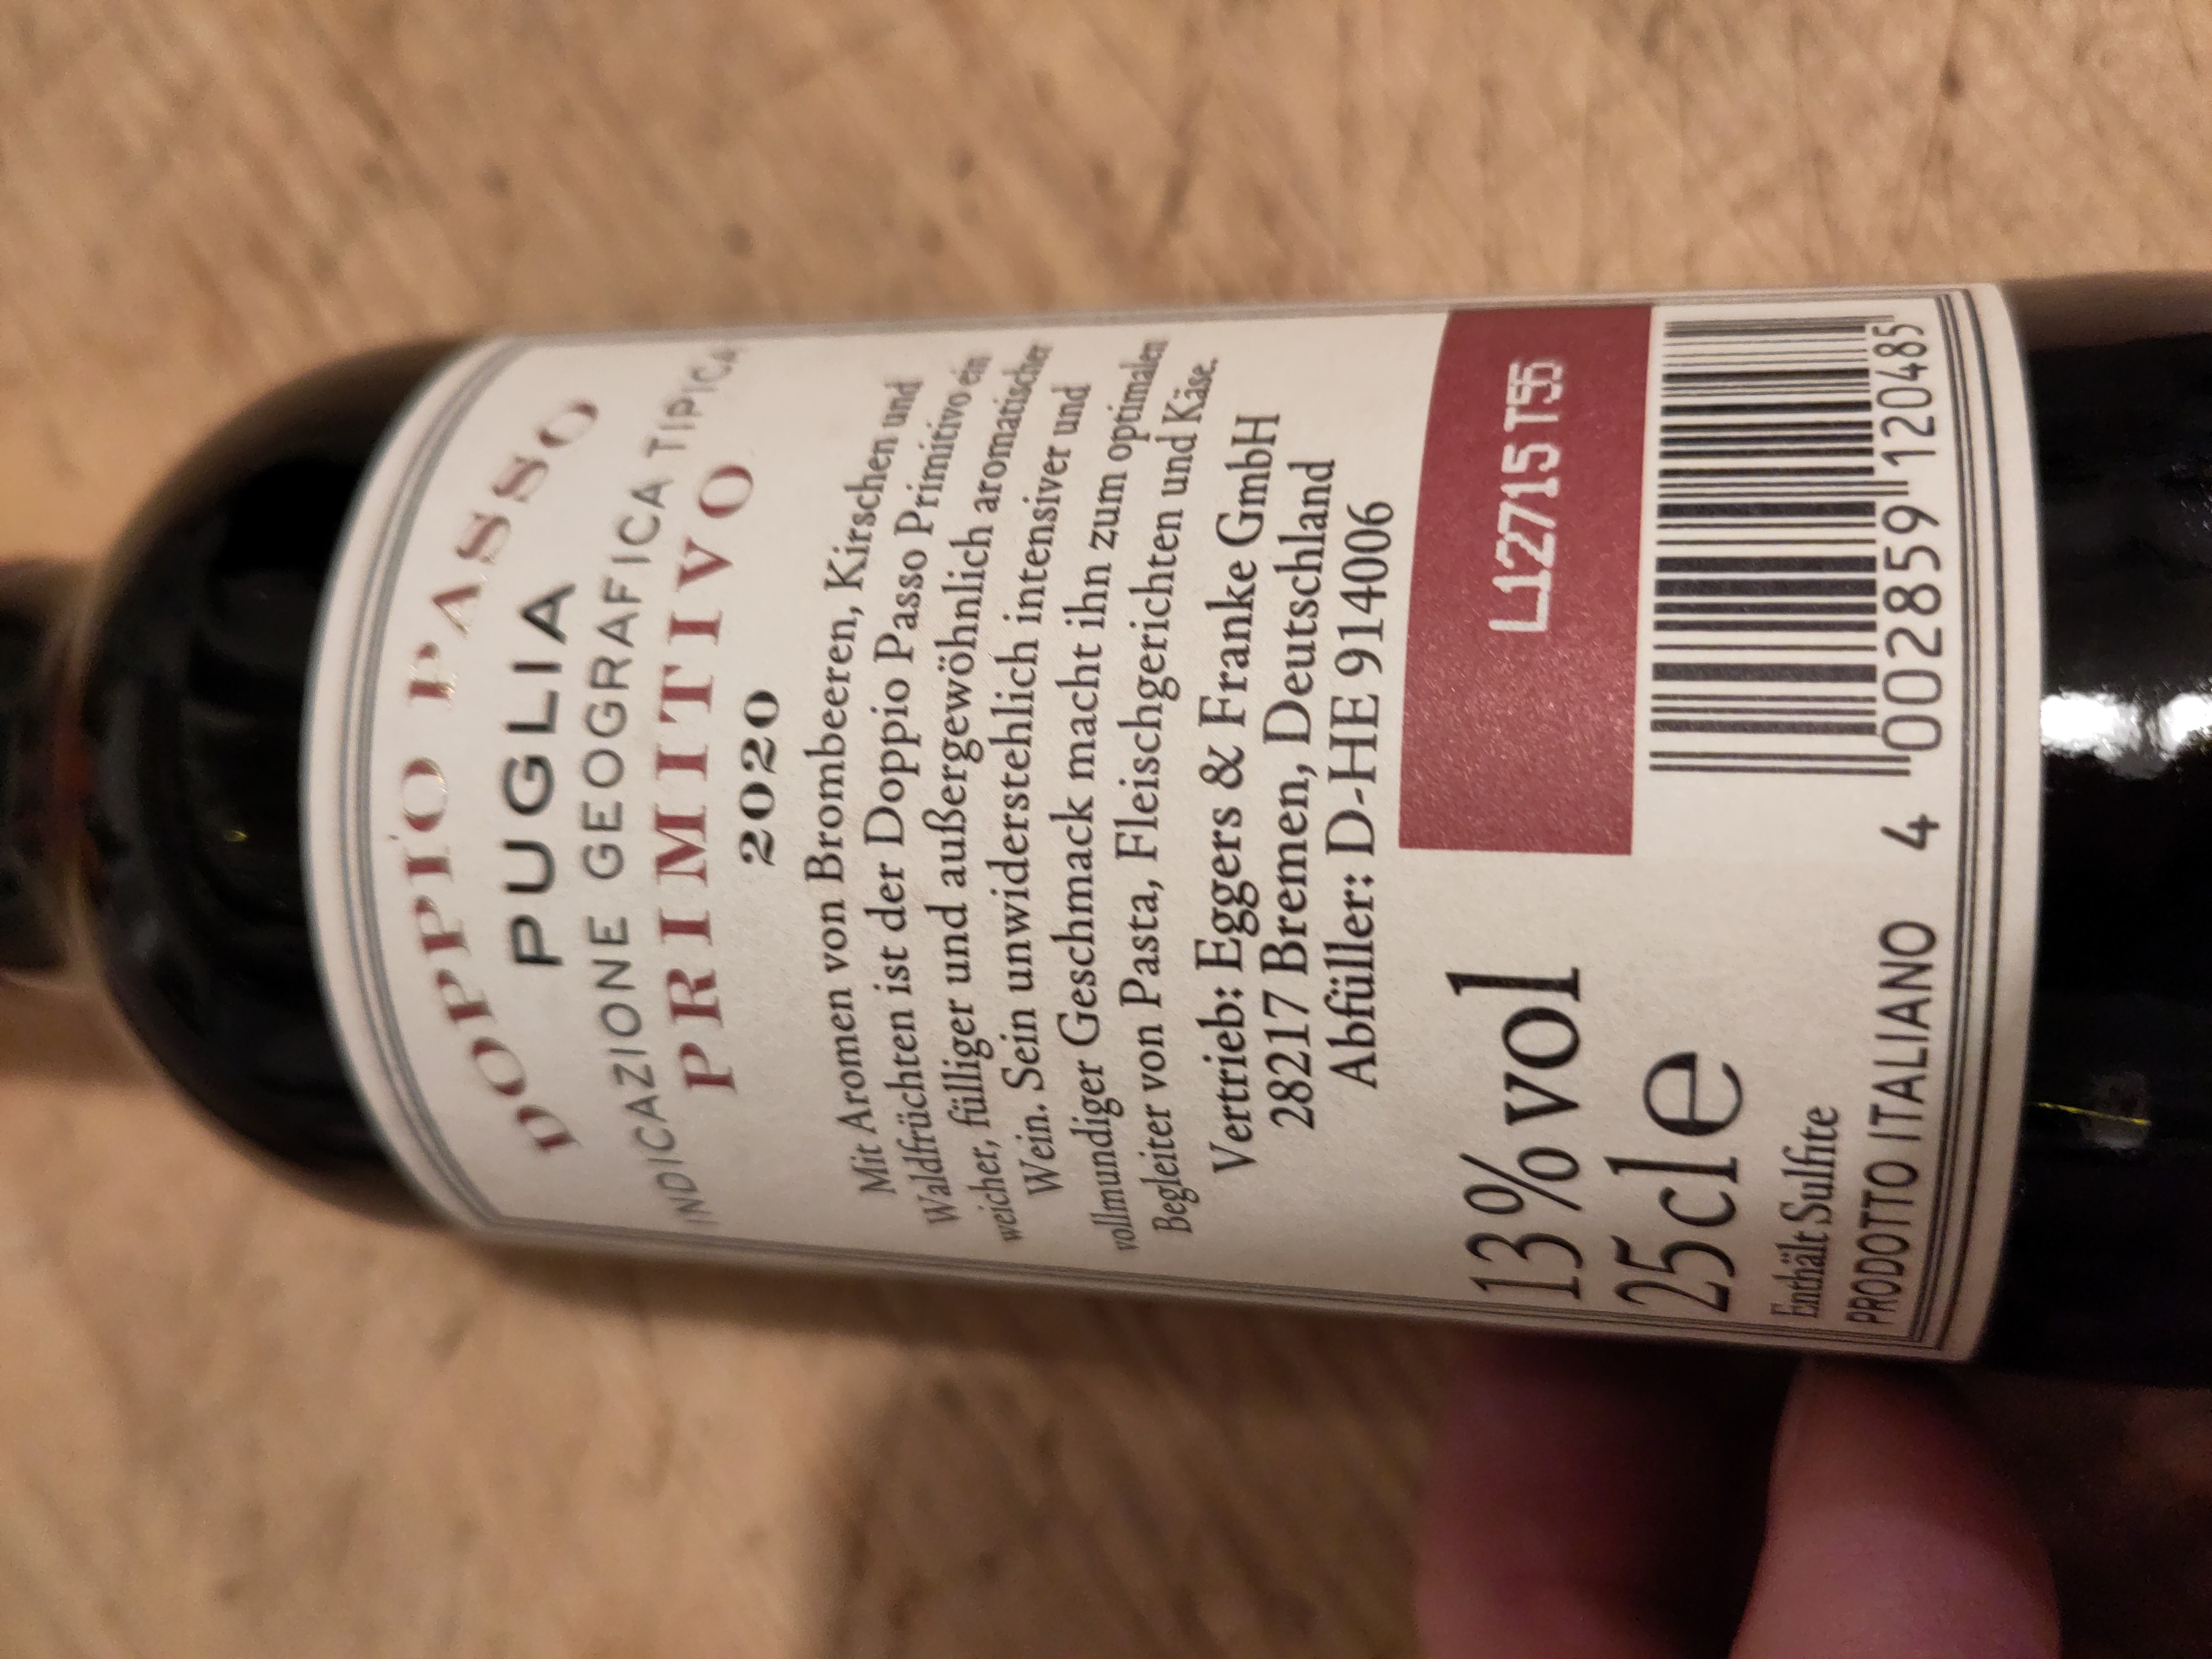 DOPPIO PASSO
PUGLIA
INDICAZIONE GEOGRAFICA TIPICA
PRIMITIVO
2020
Mit Aromen von Brombeeren, Kirschen und
Waldfrüchten ist der Doppio Passo Primitivo ein
weicher, fülliger und außergewöhnlich aromatischer
Wein. Sein unwiderstehlich intensiver und
vollmundiger Geschmack macht ihn zum optimalen
Begleiter von Pasta, Fleischgerichten und Käse.
Vertrieb: Eggers & Franke GmbH
28217 Bremen, Deutschland
Abfüller: D-HE 914006
13%vol
L12715 T55
25cl e
Enthält Sulfite
PRODOTTO ITALIANO
4 002859 120485